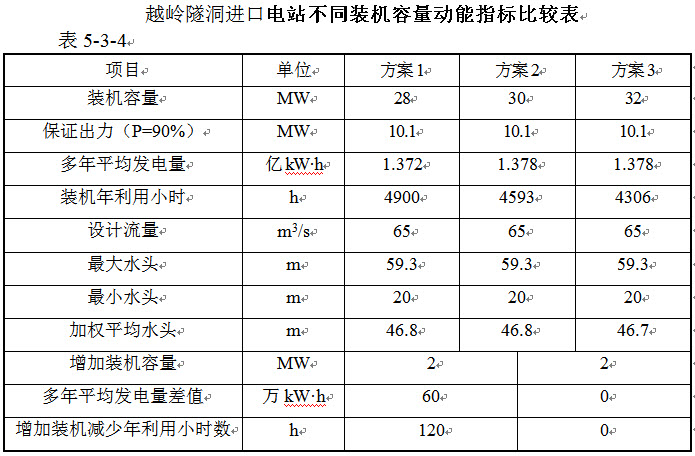 越岭隧洞进口电站不同装机容量动能指标比较表
表 5-3-4
项目 单位 方案 1 方案 2 方案 3
装机容量 MW 28 30 32
保证出力（P=90%） MW 10.1 10.1 10.1
多年平均发电量 亿 kW·h 1.372 1.378 1.378
装机年利用小时 h 4900 4593 4306
设计流量 m³/s 65 65 65
最大水头 m 59.3 59.3 59.3
最小水头 m 20 20 20
加权平均水头 m 46.8 46.8 46.7
增加装机容量 MW 2 2
多年平均发电量差值 万 kW·h 60 0
增加装机减少年利用小时数 h 120 0